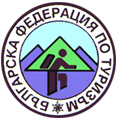 БЪЛГАРСКА ФЕДЕРАЦИЯ ПО ТУРИЗЪМ